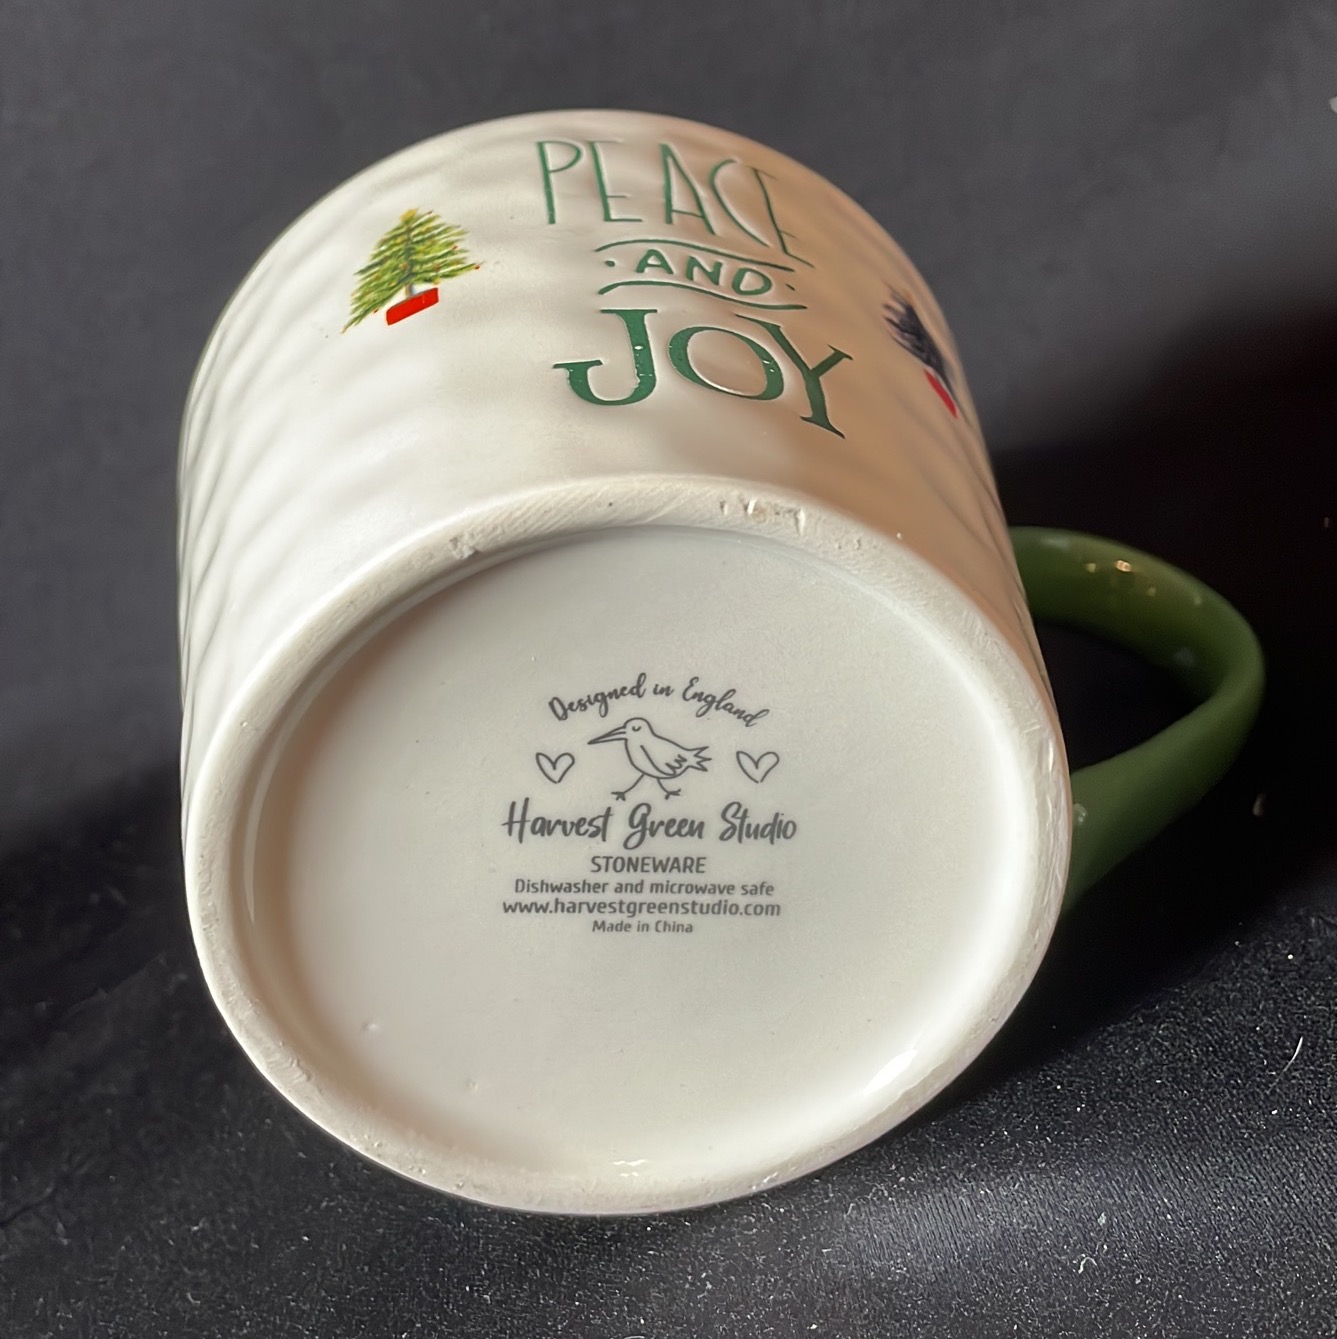 PEACE
AND
JOY
Designed in England
Harvest Green Studio
STONEWARE
Dishwasher and microwave safe
www.harvestgreenstudio.com
Made in China